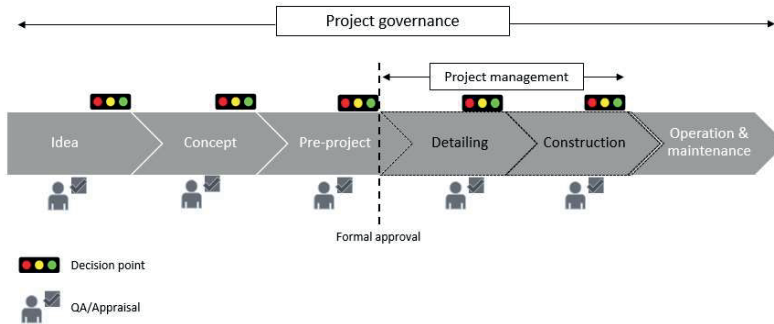 Project governance
Project management
Idea
Concept
Pre-project
Detailing
Construction
Operation &
maintenance
Formal approval
Decision point
QA/Appraisal